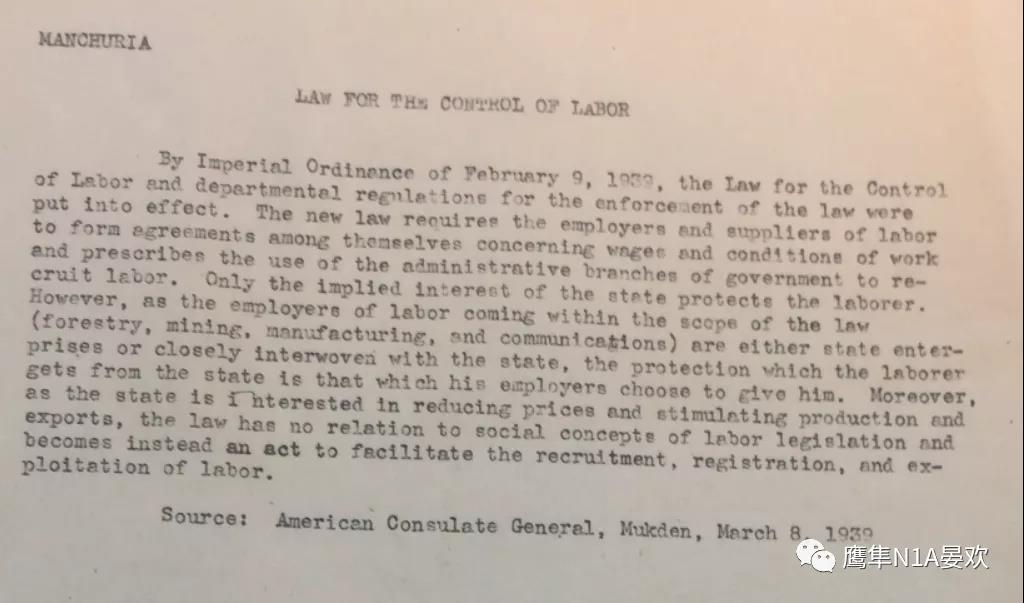 MANCHURIA
LAW FOR THE CONTROL OF LABOR
By Imperial Ordinance of February 9, 1939, the Law for the Control
of Labor and departmental regulations for the enforcement of the law were
put into effect. The new law requires the employers and suppliers of labor
to form agreements among themselves concerning wages and conditions of work
and prescribes the use of the administrative branches of government to re-
cruit labor. Only the implied interest of the state protects the laborer.
However, as the employers of labor coming within the scope of the law
(forestry, mining, manufacturing, and communications) are either state enter-
prises or closely interwoven with the state, the protection which the laborer
gets from the state is that which his employers choose to give him. Moreover,
as the state is interested in reducing prices and stimulating production and
exports, the law has no relation to social concepts of labor legislation and
becomes instead an act to facilitate the recruitment, registration, and ex-
ploitation of labor.
Source: American Consulate General, Mukden, March 8, 1939
鹰隼N1A晏欢